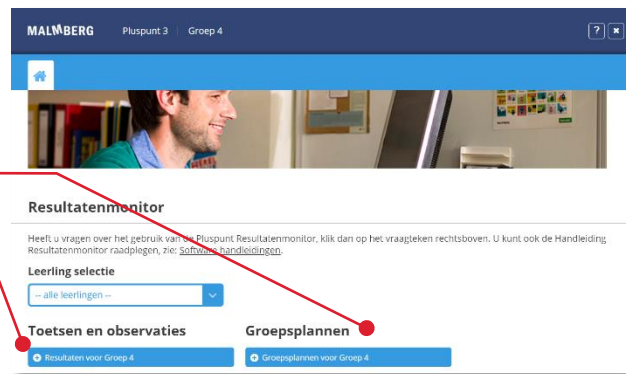 MALMBERG Pluspunt 3 Groep 4 ?
Resultatenmonitor
Heeft u vragen over het gebruik van de Pluspunt Resultatenmonitor, klik dan op het vraagteken rechtsboven. U kunt ook de Handleiding
Resultatenmonitor raadplegen, zie: Software handleidingen.
Leerling selectie
-- alle leerlingen --
Toetsen en observaties Groepsplannen
Resultaten voor Groep 4 Groepsplannen voor Groep 4